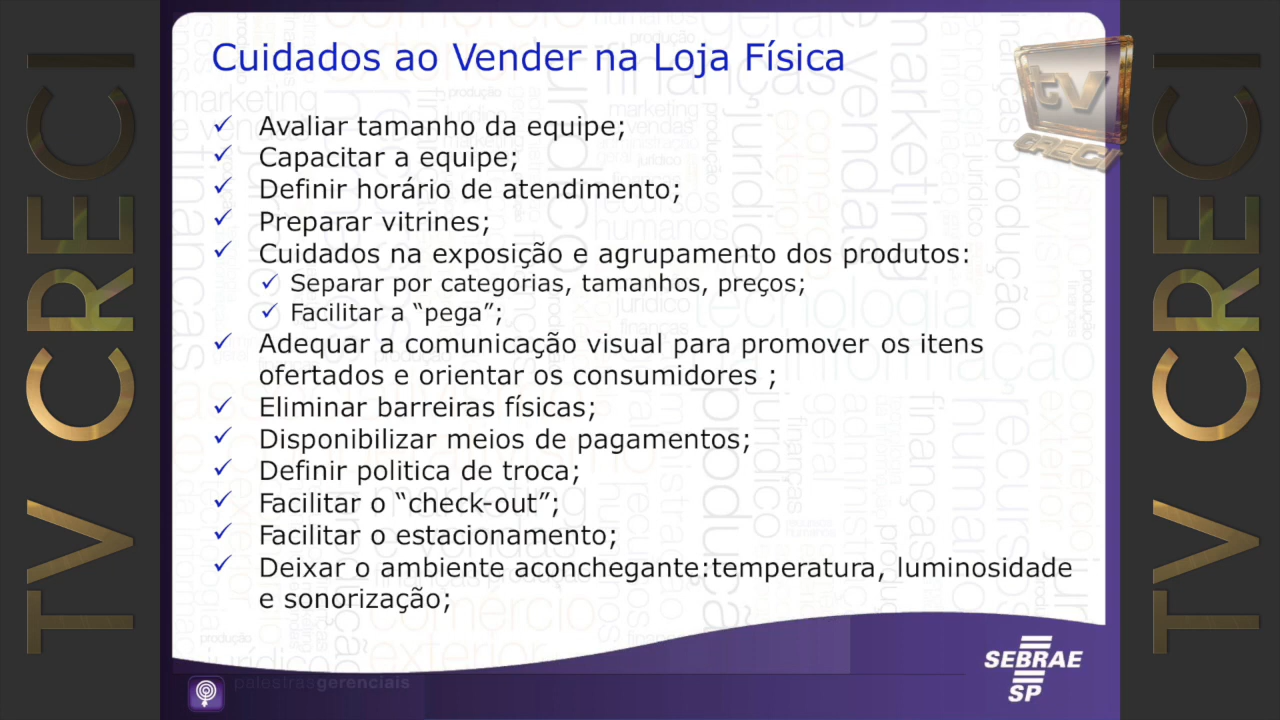 Cuidados ao Vender na Loja Física
Avaliar tamanho da equipe;
Capacitar a equipe;
Definir horário de atendimento;
Preparar vitrines;
Cuidados na exposição e agrupamento dos produtos:
Separar por categorias, tamanhos, preços;
Facilitar a “pega”;
Adequar a comunicação visual para promover os itens
ofertados e orientar os consumidores ;
Eliminar barreiras físicas;
Disponibilizar meios de pagamentos;
Definir politica de troca;
Facilitar o “check-out”;
Facilitar o estacionamento;
Deixar o ambiente aconchegante:temperatura, luminosidade
e sonorização;
palestrasgerenciais
SEBRAE
SP
tv
CRECI
TV CRECI
TV CRECI